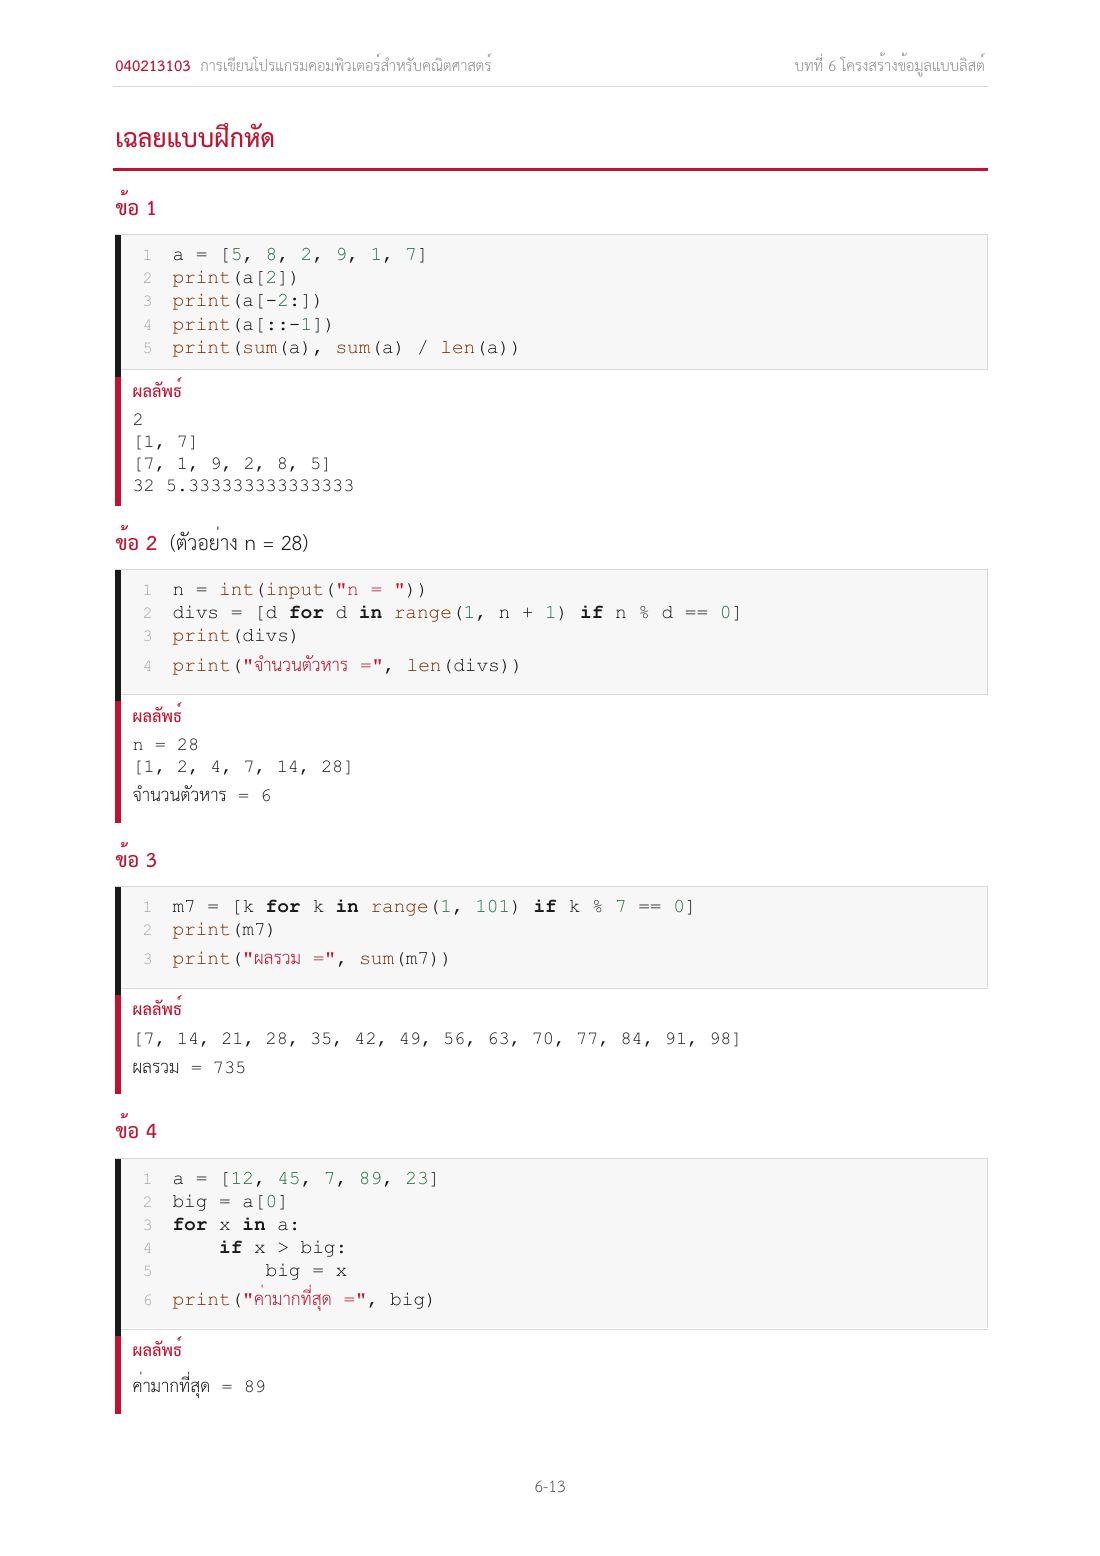 040213103 การเขียนโปรแกรมคอมพิวเตอร์สำหรับคณิตศาสตร์ บทที่ 6 โครงสร้างข้อมูลแบบลิสต์
เฉลยแบบฝึกหัด
ข้อ 1
1 a = [5, 8, 2, 9, 1, 7]
2 print(a[2])
3 print(a[-2:])
4 print(a[::-1])
5 print(sum(a), sum(a) / len(a))
ผลลัพธ์
2
[1, 7]
[7, 1, 9, 2, 8, 5]
32 5.333333333333333
ข้อ 2 (ตัวอย่าง n = 28)
1 n = int(input("n = "))
2 divs = [d for d in range(1, n + 1) if n % d == 0]
3 print(divs)
4 print("จำนวนตัวหาร =", len(divs))
ผลลัพธ์
n = 28
[1, 2, 4, 7, 14, 28]
จำนวนตัวหาร = 6
ข้อ 3
1 m7 = [k for k in range(1, 101) if k % 7 == 0]
2 print(m7)
3 print("ผลรวม =", sum(m7))
ผลลัพธ์
[7, 14, 21, 28, 35, 42, 49, 56, 63, 70, 77, 84, 91, 98]
ผลรวม = 735
ข้อ 4
1 a = [12, 45, 7, 89, 23]
2 big = a[0]
3 for x in a:
4     if x > big:
5         big = x
6 print("ค่ามากที่สุด =", big)
ผลลัพธ์
ค่ามากที่สุด = 89
6-13